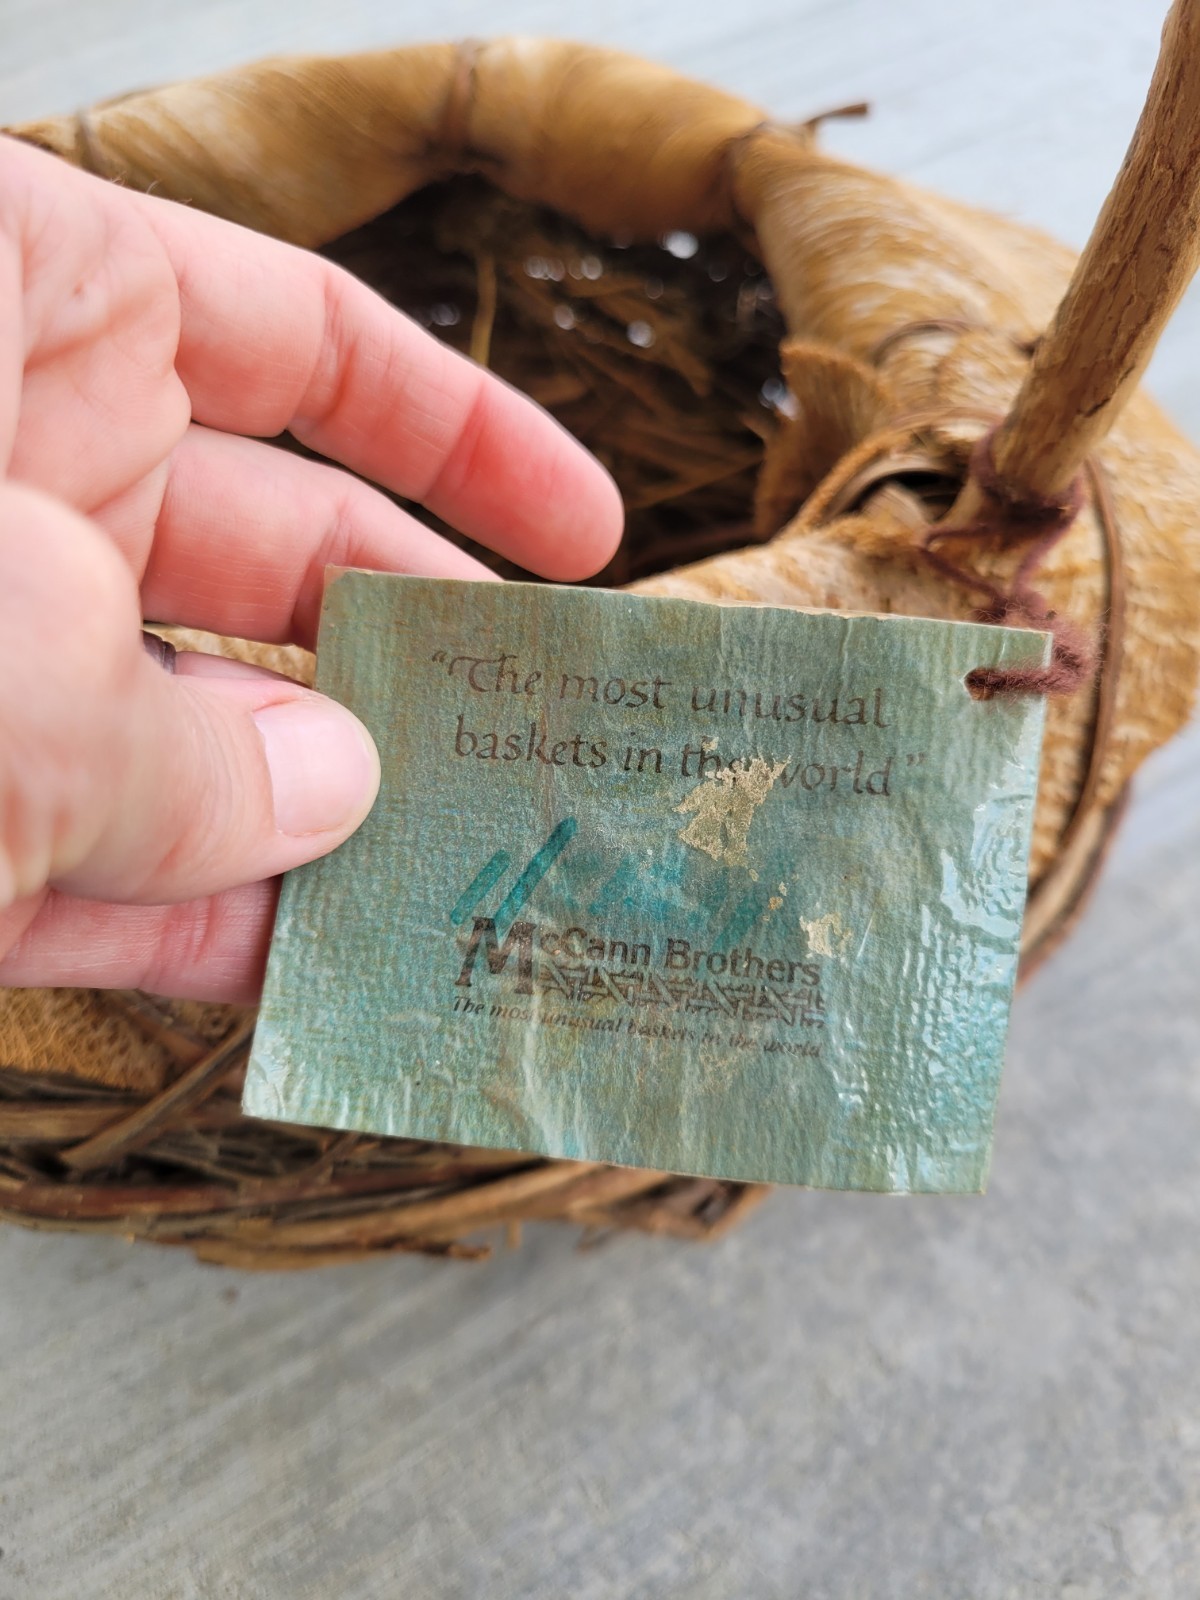 “The most unusual
baskets in the world”
McCann Brothers
The most unusual baskets in the world